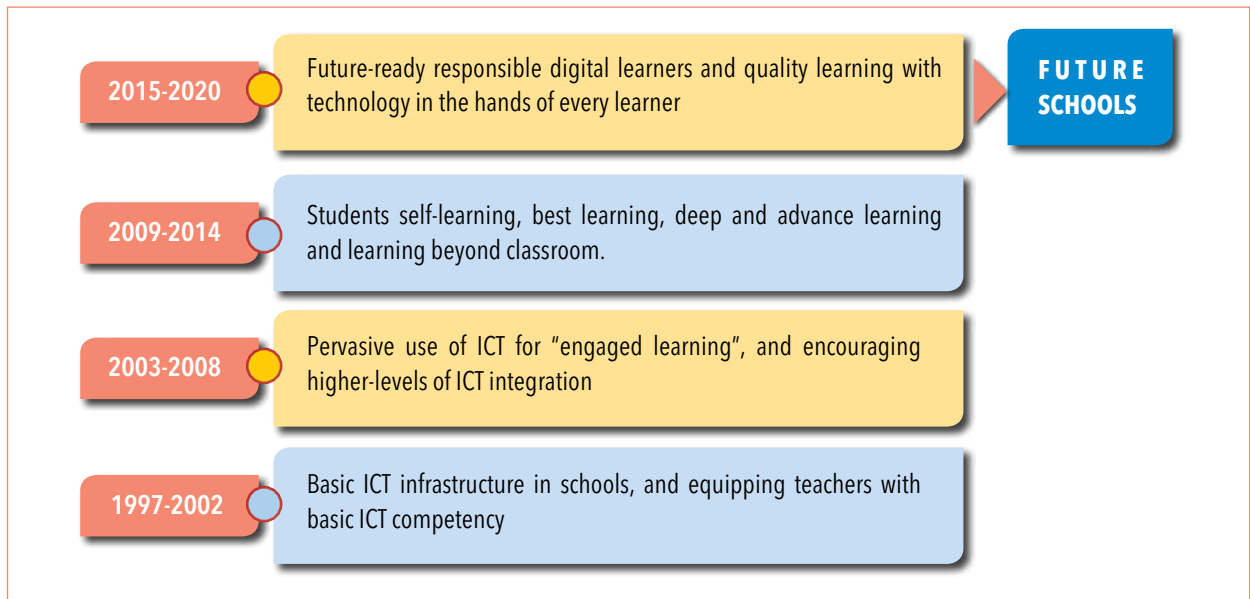 2015-2020
Future-ready responsible digital learners and quality learning with
technology in the hands of every learner
FUTURE
SCHOOLS
2009-2014
Students self-learning, best learning, deep and advance learning
and learning beyond classroom.
2003-2008
Pervasive use of ICT for “engaged learning”, and encouraging
higher-levels of ICT integration
1997-2002
Basic ICT infrastructure in schools, and equipping teachers with
basic ICT competency